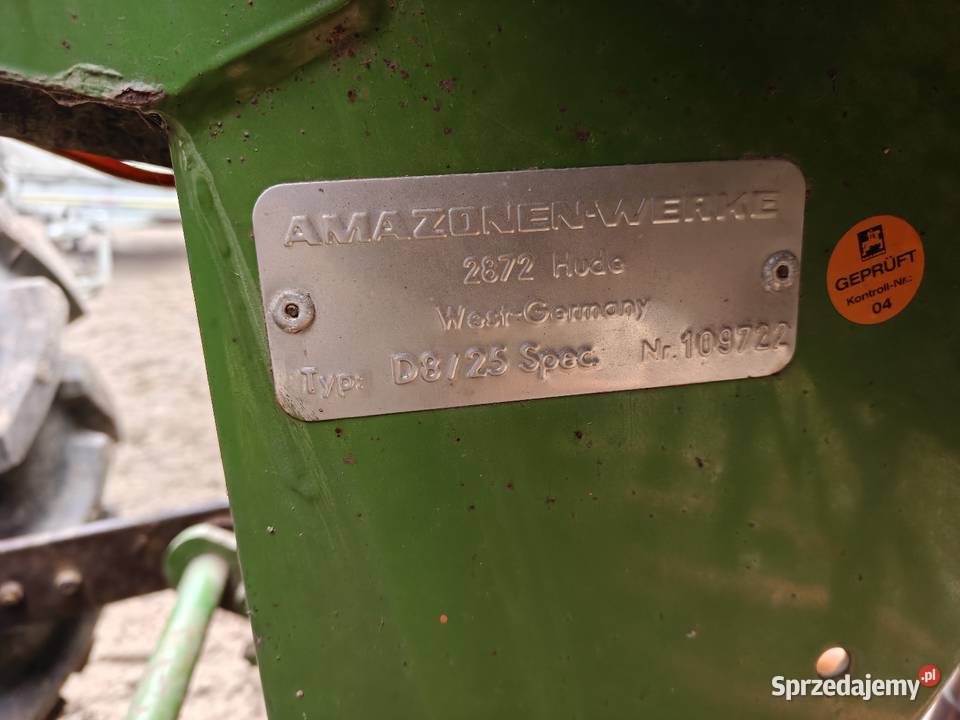 AMAZONEN-WERKE
2872 Hude
West-Germany
Typ: D8/25 Spec. Nr. 109722
GEPRÜFT
Kontroll-Nr.:
04
Sprzedajemy.pl